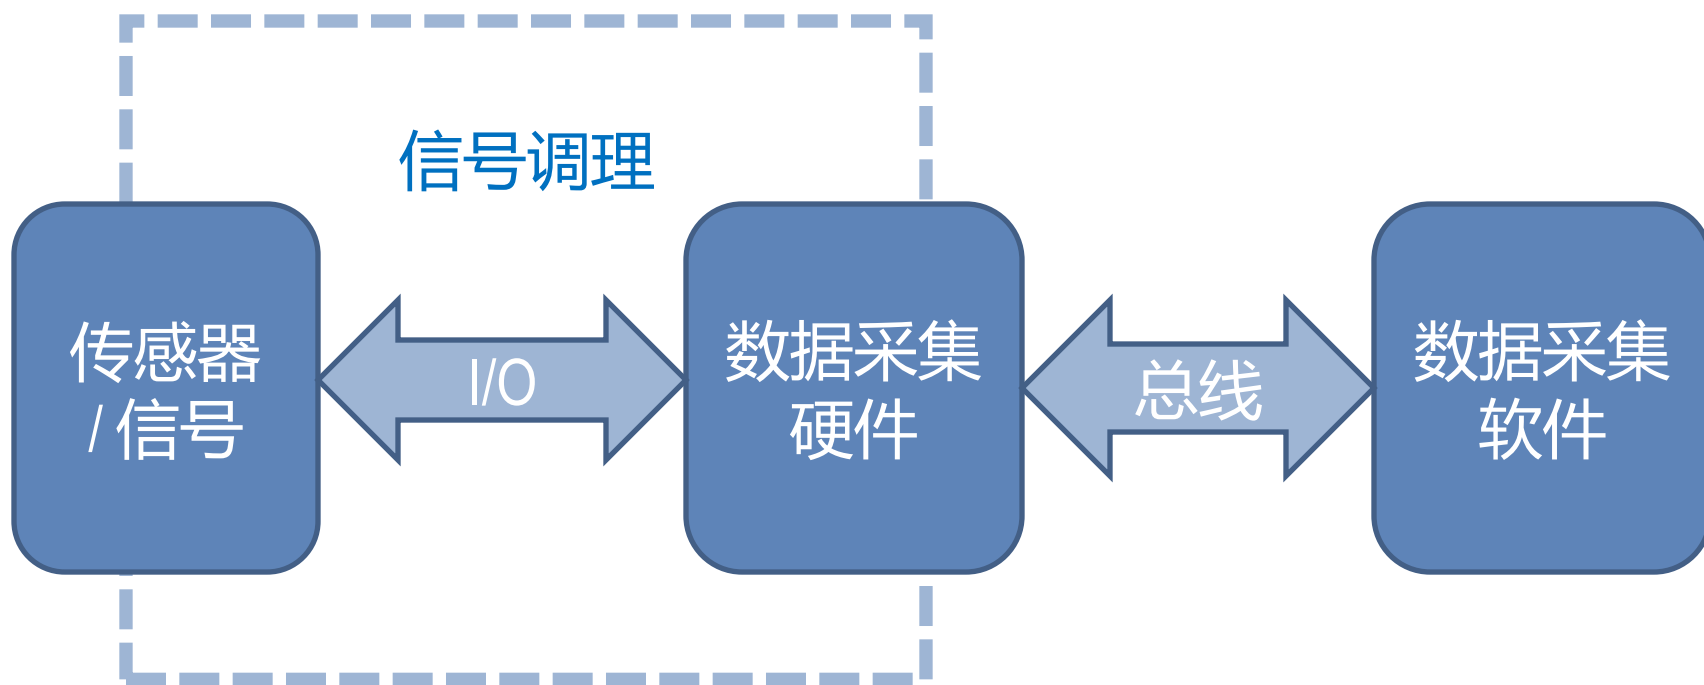 信号调理
传感器
/ 信号
I/O
数据采集
硬件
总线
数据采集
软件